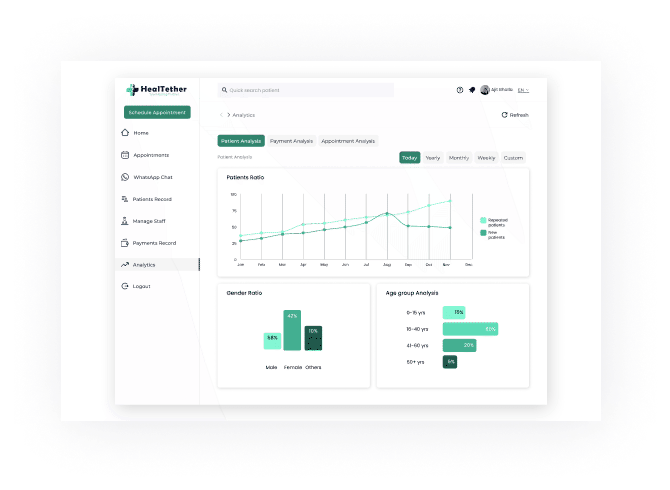 HealTether
Quick search patient
Ajit Bhalla
EN
Schedule Appointment
Analytics
Refresh
Home
Appointments
WhatsApp Chat
Patients Record
Manage Staff
Payments Record
Analytics
Logout
Patient Analysis
Payment Analysis
Appointment Analysis
Patient Analysis
Today
Yearly
Monthly
Weekly
Custom
Patients Ratio
100
75
50
25
0
Jan
Feb
Mar
Apr
May
Jun
Jul
Aug
Sep
Oct
Nov
Dec
Repeated
patients
New
patients
Gender Ratio
58%
42%
10%
Male
Female
Others
Age group Analysis
0-15 yrs
15%
16-40 yrs
41-60 yrs
20%
60+ yrs
5%